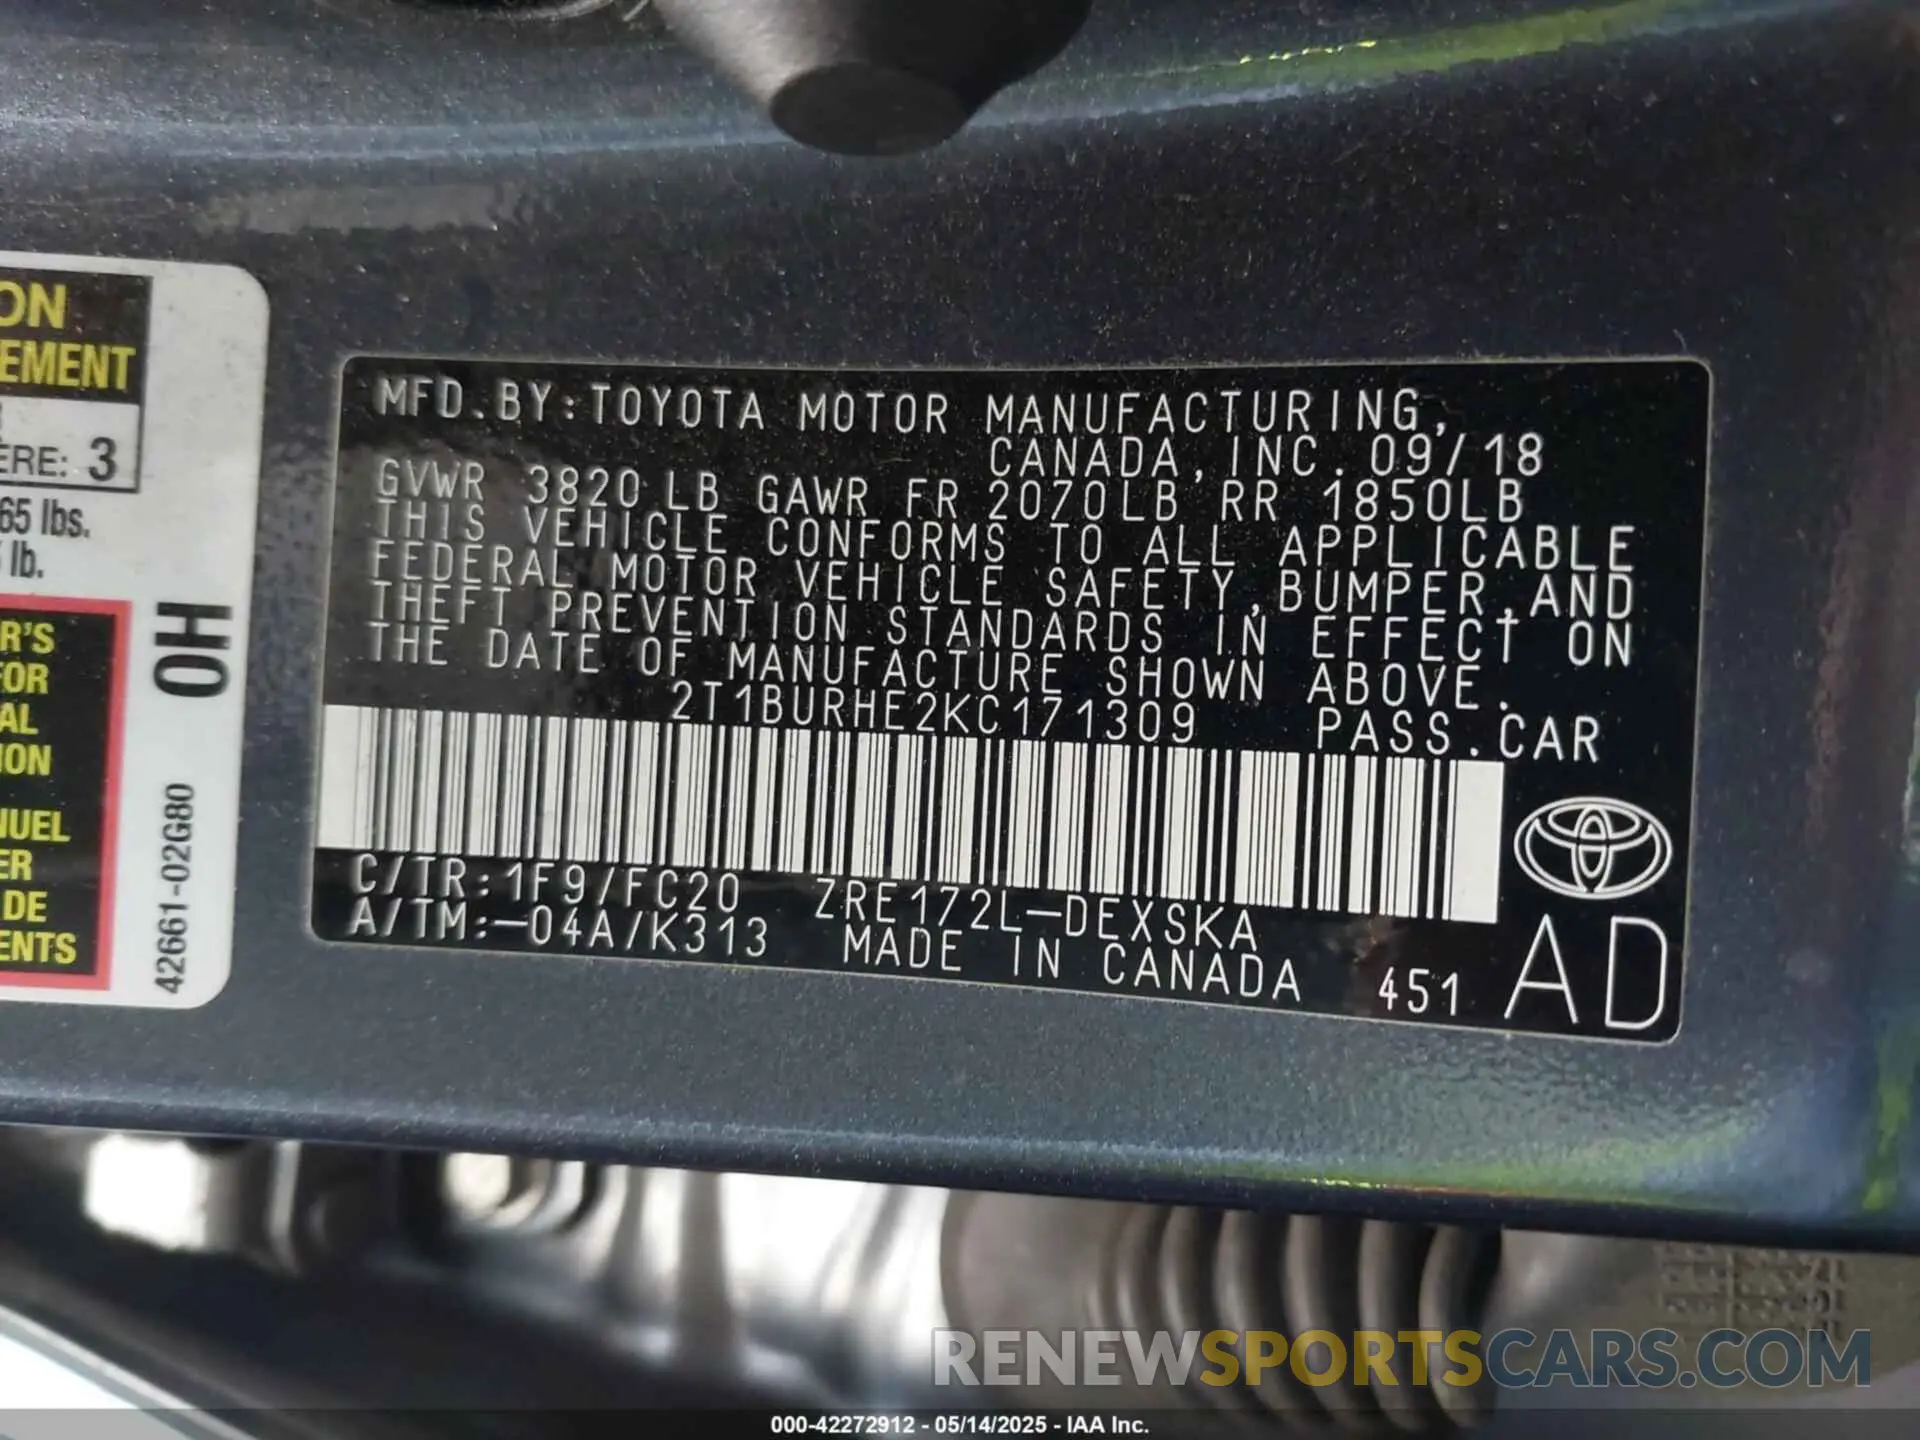 ON
EMENT
ERE: 3
65 lbs.
lb.
R'S
FOR
AL
ION
NUEL
ER
DE
ENTS
0H
42661-02G80
MFD.BY:TOYOTA MOTOR MANUFACTURING,
CANADA,INC. 09/18
GVWR 3820LB GAWR FR 2070LB RR 1850LB
THIS VEHICLE CONFORMS TO ALL APPLICABLE
FEDERAL MOTOR VEHICLE SAFETY,BUMPER,AND
THEFT PREVENTION STANDARDS IN EFFECT ON
THE DATE OF MANUFACTURE SHOWN ABOVE.
2T1BURHE2KC171309 PASS.CAR
C/TR:1F9/FC20 ZRE172L-DEXSKA
A/TM:-04A/K313 MADE IN CANADA 451
AD
RENEWSPORTSCARS.COM
000-42272912 - 05/14/2025 - IAA Inc.